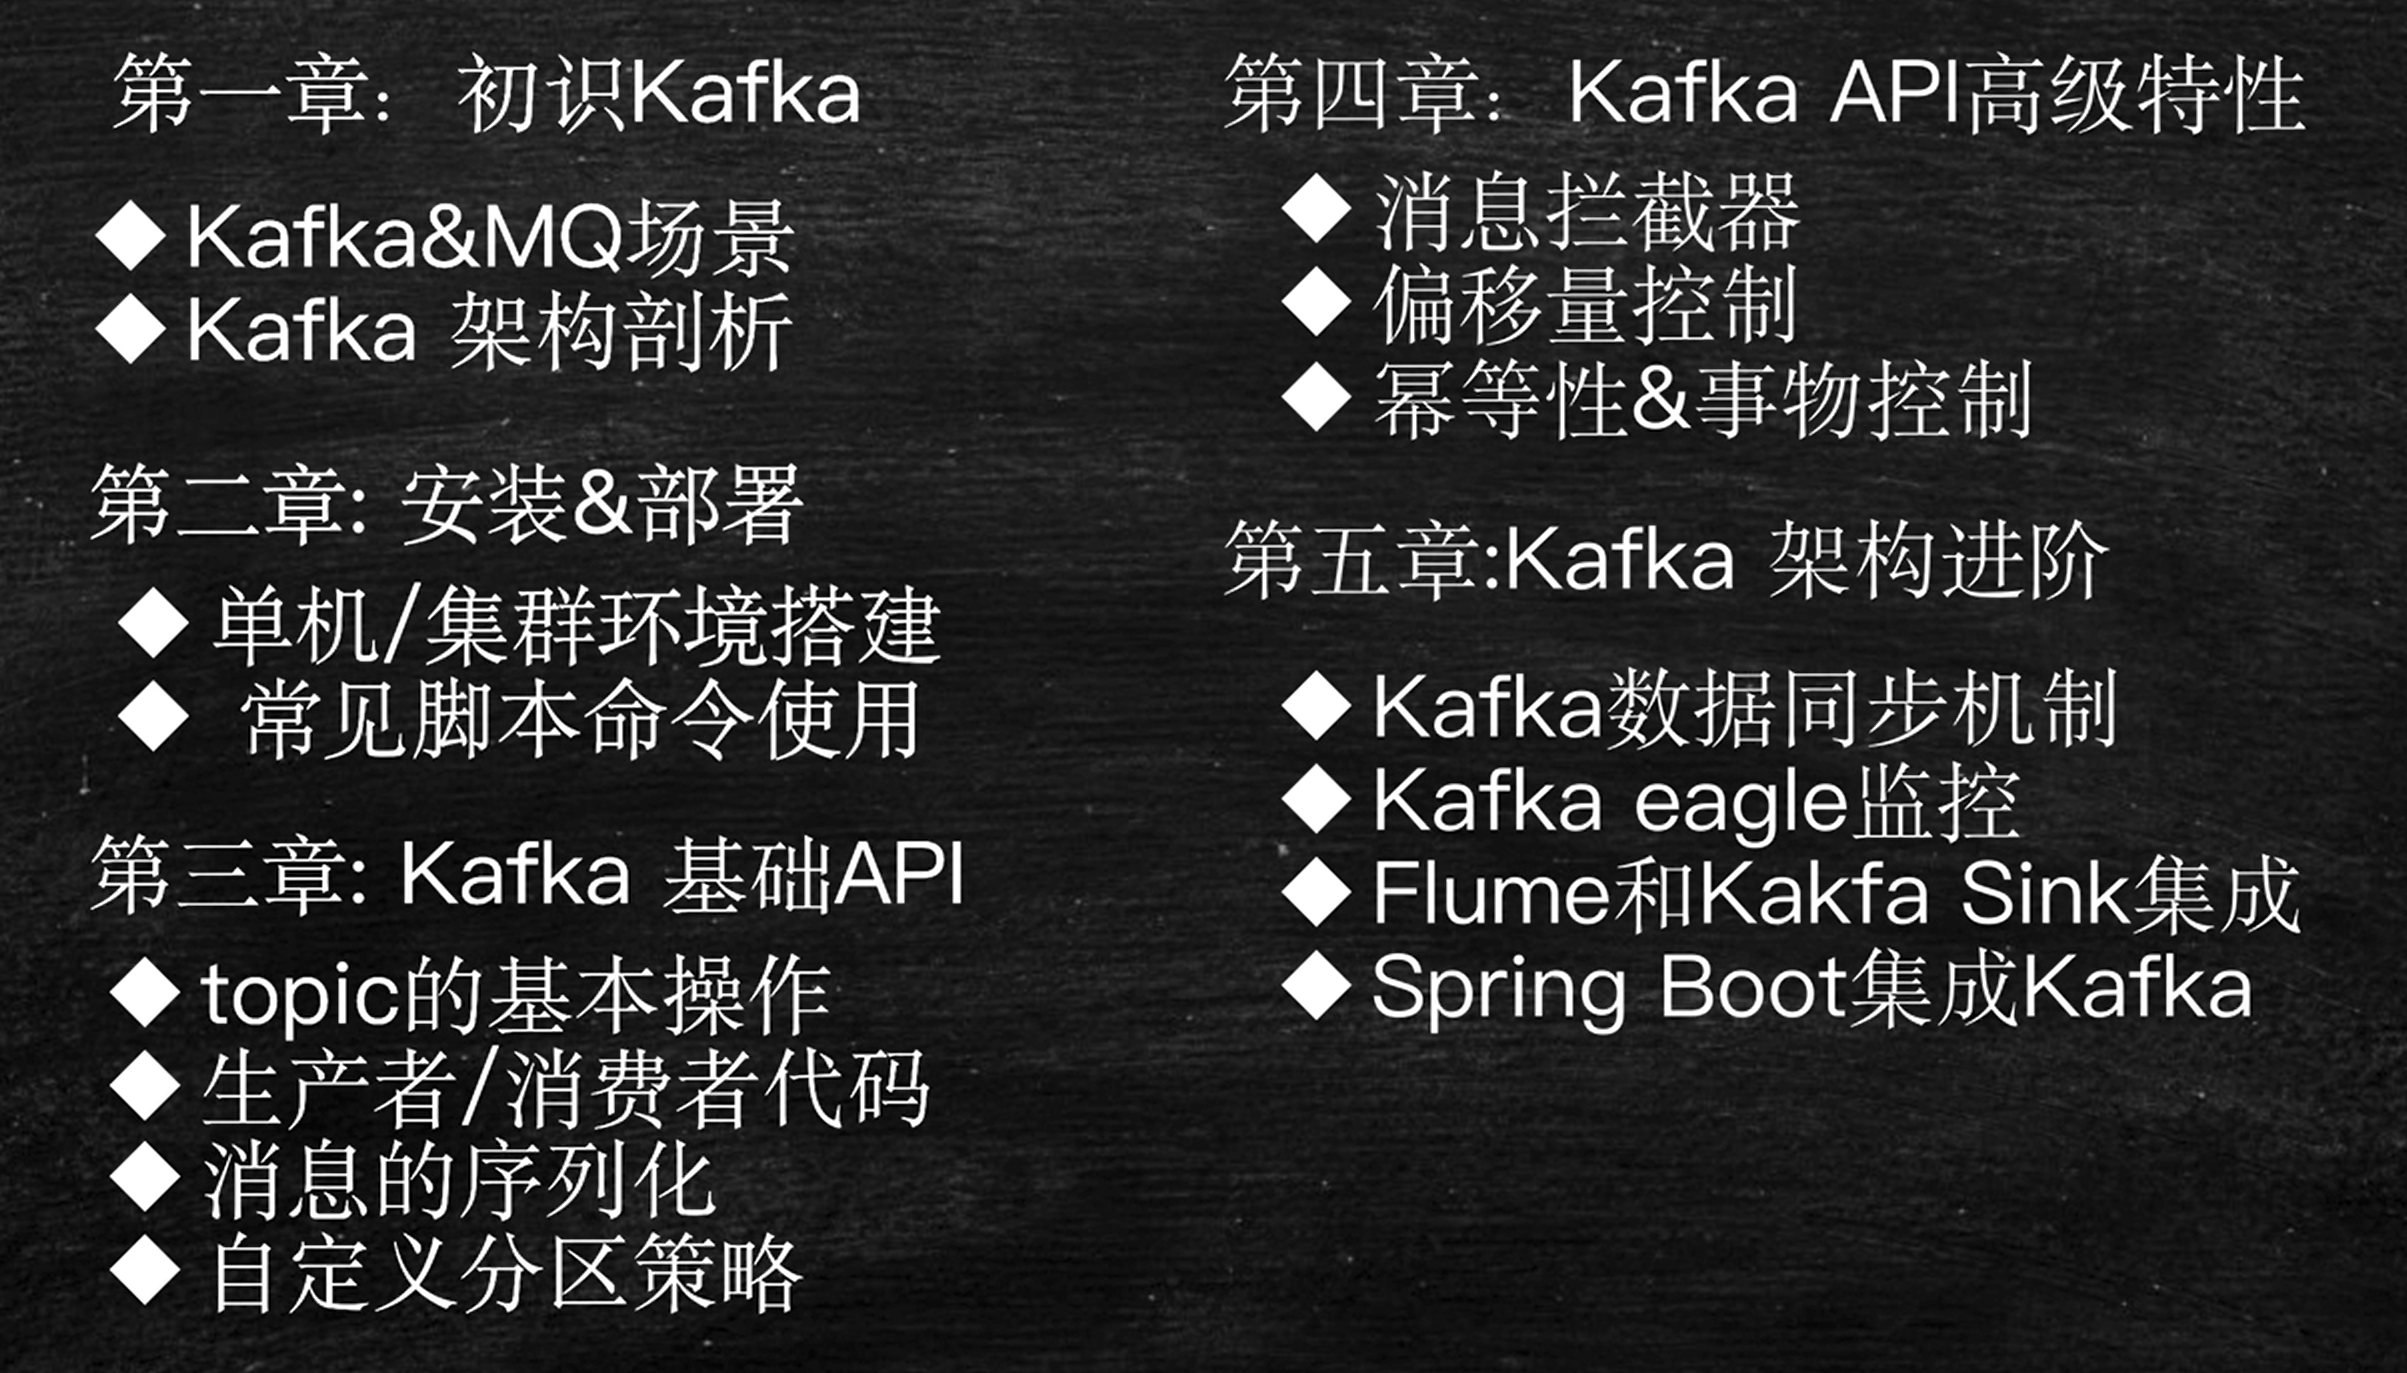 第一章： 初识Kafka
◆ Kafka&MQ场景
◆ Kafka 架构剖析
第二章: 安装&部署
◆ 单机/集群环境搭建
◆ 常见脚本命令使用
第三章: Kafka 基础API
◆ topic的基本操作
◆ 生产者/消费者代码
◆ 消息的序列化
◆ 自定义分区策略
第四章： Kafka API高级特性
◆ 消息拦截器
◆ 偏移量控制
◆ 幂等性&事物控制
第五章:Kafka 架构进阶
◆ Kafka数据同步机制
◆ Kafka eagle监控
◆ Flume和Kakfa Sink集成
◆ Spring Boot集成Kafka